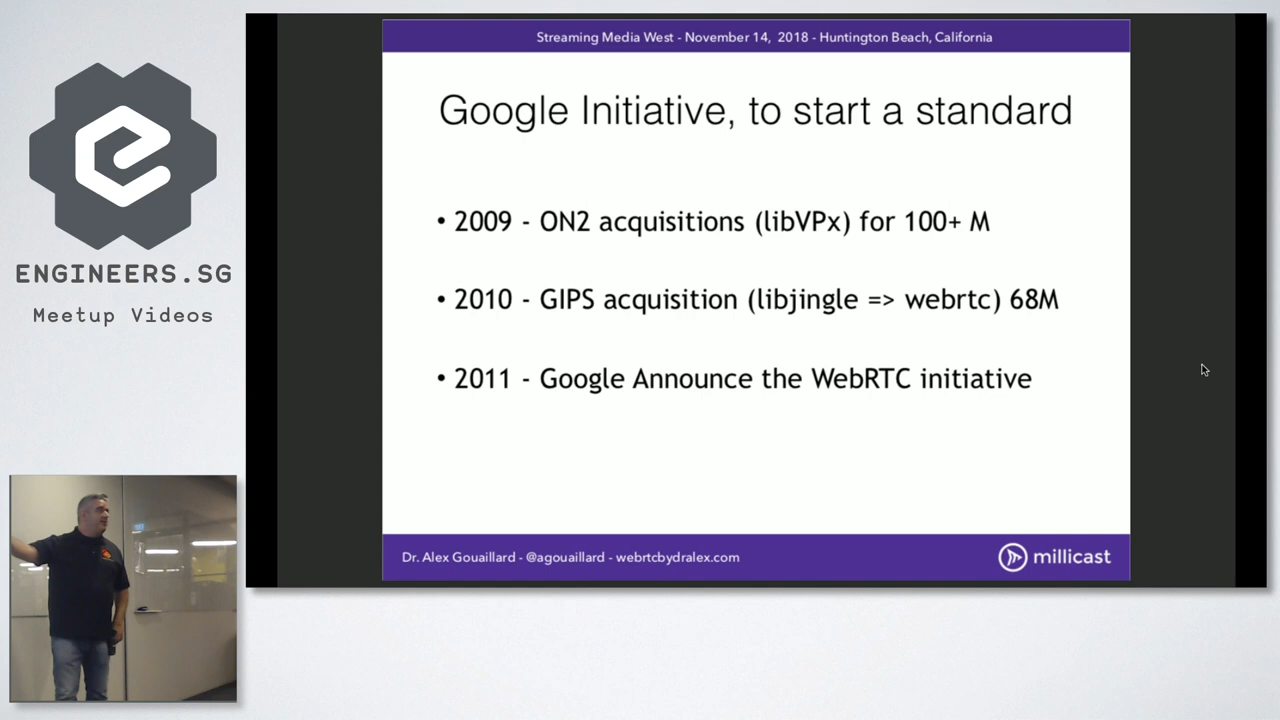 Streaming Media West - November 14, 2018 - Huntington Beach, California
Google Initiative, to start a standard
• 2009 - ON2 acquisitions (libVPx) for 100+ M
• 2010 - GIPS acquisition (libjingle => webrtc) 68M
• 2011 - Google Announce the WebRTC initiative
Dr. Alex Gouaillard - @agouaillard - webrtcbydralex.com
millicast
ENGINEERS.SG
Meetup Videos